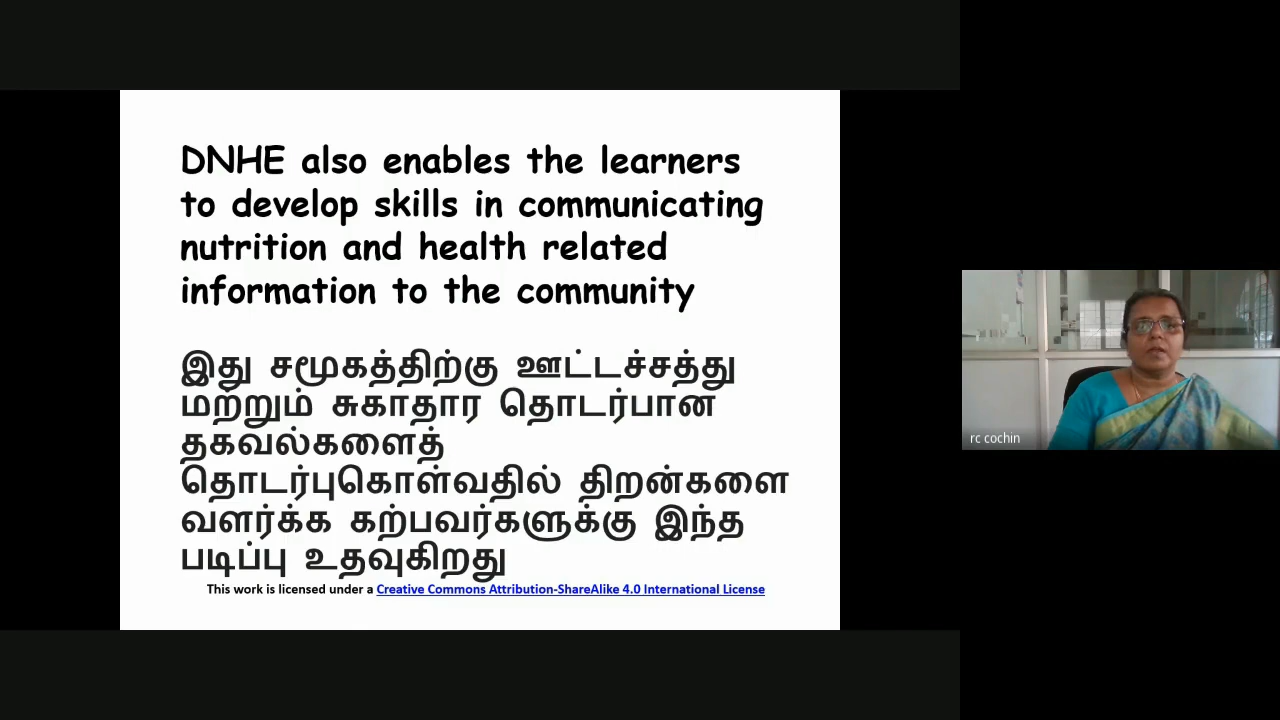 DNHE also enables the learners
to develop skills in communicating
nutrition and health related
information to the community
இது சமூகத்திற்கு ஊட்டச்சத்து
மற்றும் சுகாதார தொடர்பான
தகவல்களைத்
தொடர்புகொள்வதில் திறன்களை
வளர்க்க கற்பவர்களுக்கு இந்த
படிப்பு உதவுகிறது
This work is licensed under a Creative Commons Attribution-ShareAlike 4.0 International License
rc cochin